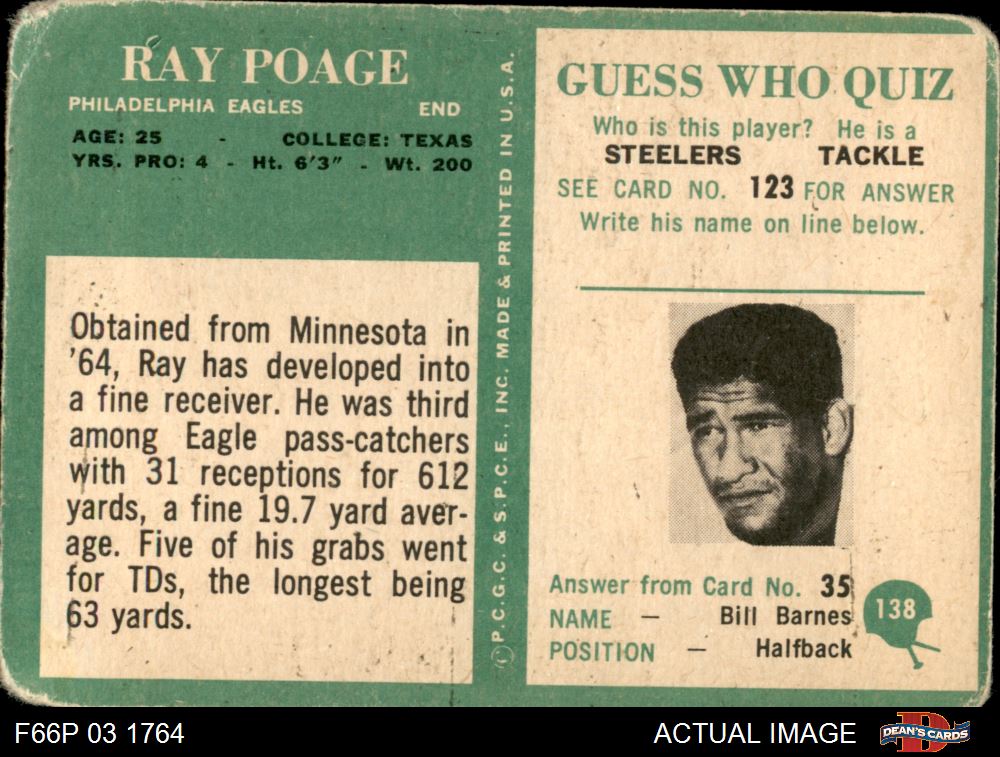 RAY POAGE
PHILADELPHIA EAGLES END
AGE: 25 - COLLEGE: TEXAS
YRS. PRO: 4 - Ht. 6'3" - Wt. 200
Obtained from Minnesota in
'64, Ray has developed into
a fine receiver. He was third
among Eagle pass-catchers
with 31 receptions for 612
yards, a fine 19.7 yard aver-
age. Five of his grabs went
for TDs, the longest being
63 yards.
© P.C.G.C. & S.P.C.E., INC. MADE & PRINTED IN U.S.A.
GUESS WHO QUIZ
Who is this player? He is a
STEELERS TACKLE
SEE CARD NO. 123 FOR ANSWER
Write his name on line below.
Answer from Card No. 35
NAME — Bill Barnes
POSITION — Halfback
138
F66P 03 1764
ACTUAL IMAGE
D
DEAN'S CARDS